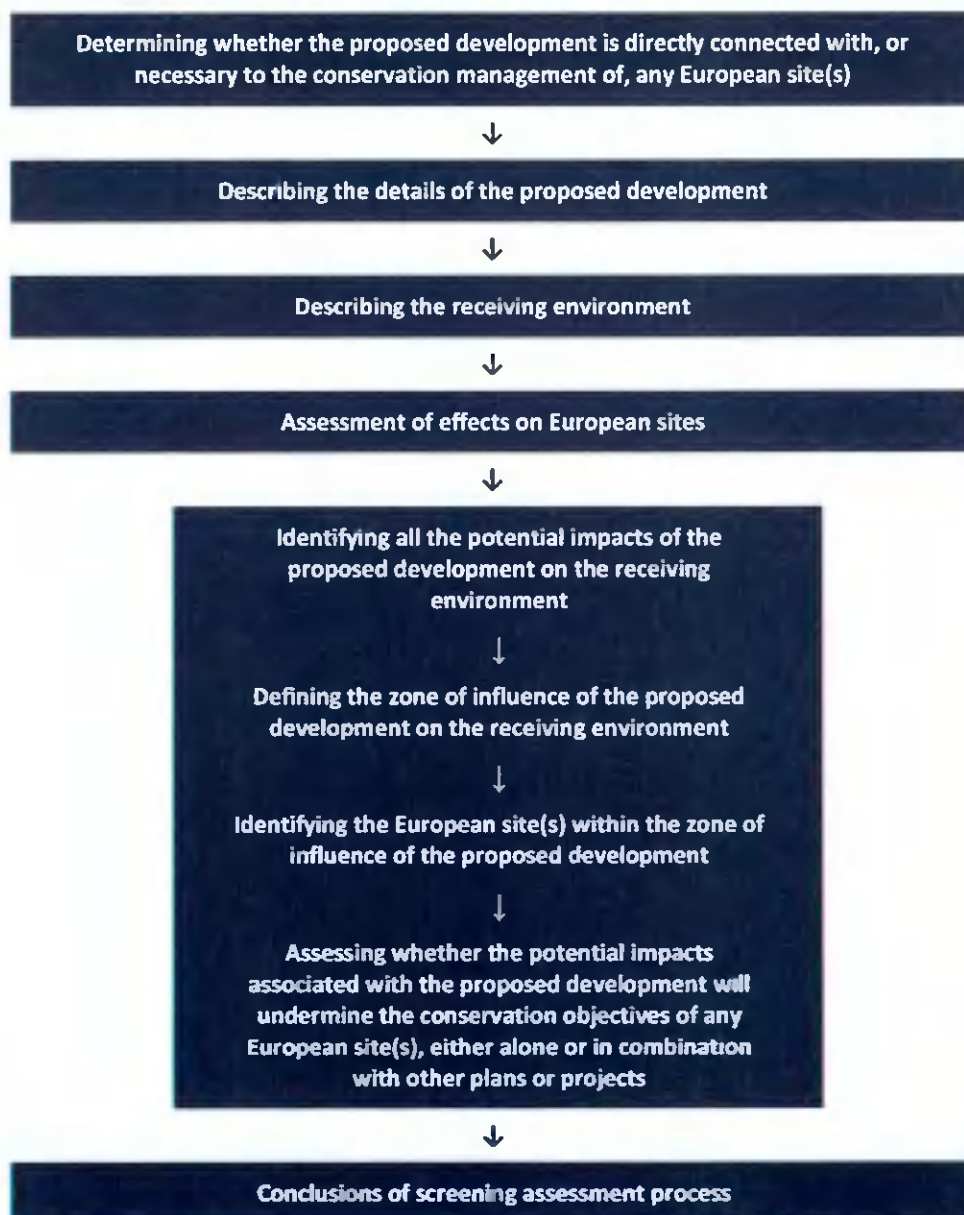 Determining whether the proposed development is directly connected with, or
necessary to the conservation management of, any European site(s)
↓
Describing the details of the proposed development
↓
Describing the receiving environment
↓
Assessment of effects on European sites
↓
Identifying all the potential impacts of the
proposed development on the receiving
environment
↓
Defining the zone of influence of the proposed
development on the receiving environment
↓
Identifying the European site(s) within the zone of
influence of the proposed development
↓
Assessing whether the potential impacts
associated with the proposed development will
undermine the conservation objectives of any
European site(s), either alone or in combination
with other plans or projects
↓
Conclusions of screening assessment process